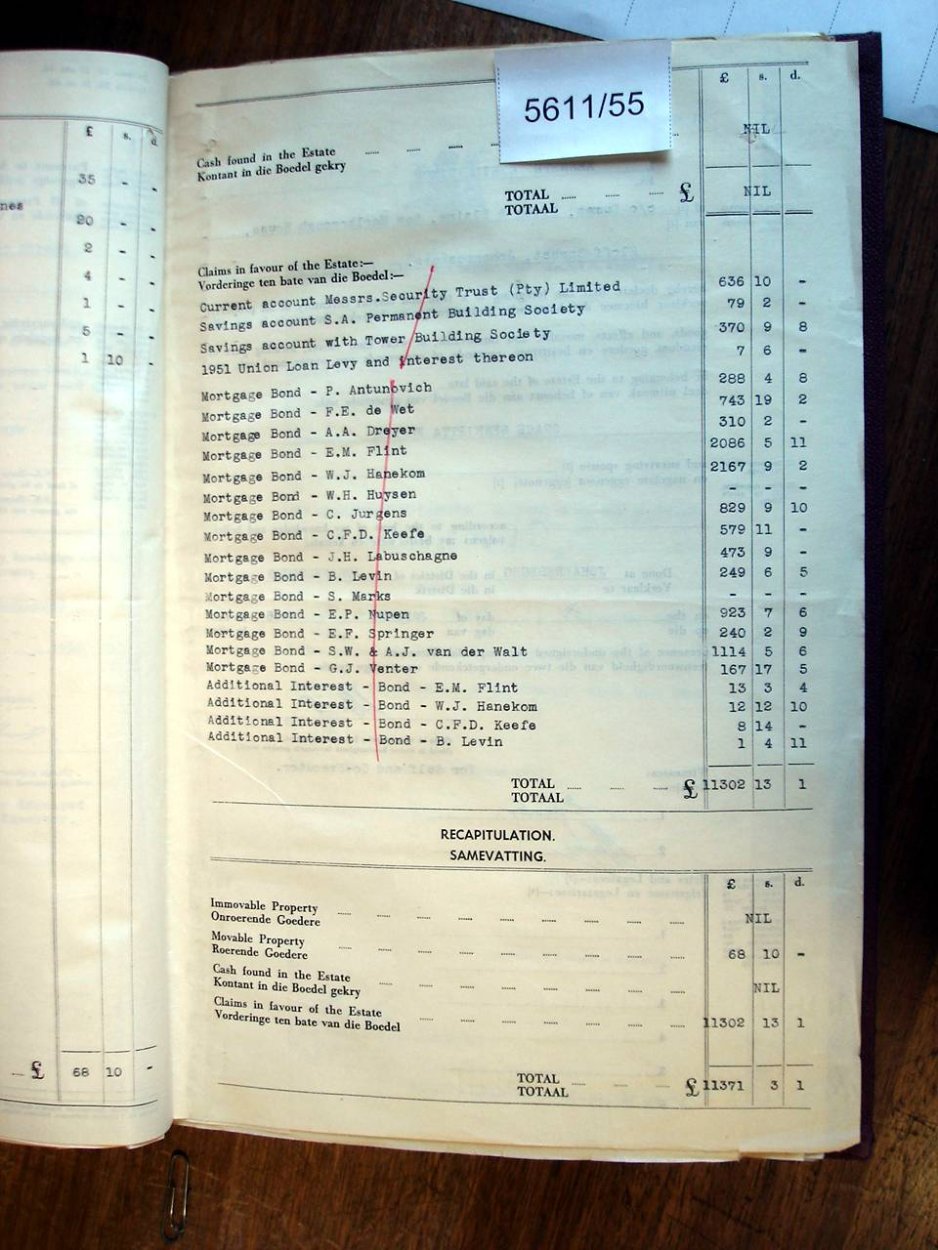 £ s. d.
35 - -
nes
20 - -
2 - -
4 - -
1 - -
5 - -
1 10 -
£ 68 10 -
5611/55
£ s. d.
NIL
Cash found in the Estate
Kontant in die Boedel gekry
TOTAL £ NIL
TOTAAL
Claims in favour of the Estate:—
Vorderinge ten bate van die Boedel:—
Current account Messrs.Security Trust (Pty) Limited 636 10 -
Savings account S.A. Permanent Building Society 79 2 -
Savings account with Tower Building Society 370 9 8
1951 Union Loan Levy and interest thereon 7 6 -
Mortgage Bond - P. Antunovich 288 4 8
Mortgage Bond - F.E. de Wet 743 19 2
Mortgage Bond - A.A. Dreyer 310 2 -
Mortgage Bond - E.M. Flint 2086 5 11
Mortgage Bond - W.J. Hanekom 2167 9 2
Mortgage Bond - W.H. Huysen - - -
Mortgage Bond - C. Jurgens 829 9 10
Mortgage Bond - C.F.D. Keefe 579 11 -
Mortgage Bond - J.H. Labuschagne 473 9 -
Mortgage Bond - B. Levin 249 6 5
Mortgage Bond - S. Marks - - -
Mortgage Bond - E.P. Nupen 923 7 6
Mortgage Bond - E.F. Springer 240 2 9
Mortgage Bond - S.W. & A.J. van der Walt 1114 5 6
Mortgage Bond - G.J. Venter 167 17 5
Additional Interest - Bond - E.M. Flint 13 3 4
Additional Interest - Bond - W.J. Hanekom 12 12 10
Additional Interest - Bond - C.F.D. Keefe 8 14 -
Additional Interest - Bond - B. Levin 1 4 11
TOTAL £ 11302 13 1
TOTAAL
RECAPITULATION.
SAMEVATTING.
£ s. d.
Immovable Property
Onroerende Goedere NIL
Movable Property
Roerende Goedere 68 10 -
Cash found in the Estate
Kontant in die Boedel gekry NIL
Claims in favour of the Estate
Vorderinge ten bate van die Boedel 11302 13 1
TOTAL £ 11371 3 1
TOTAAL